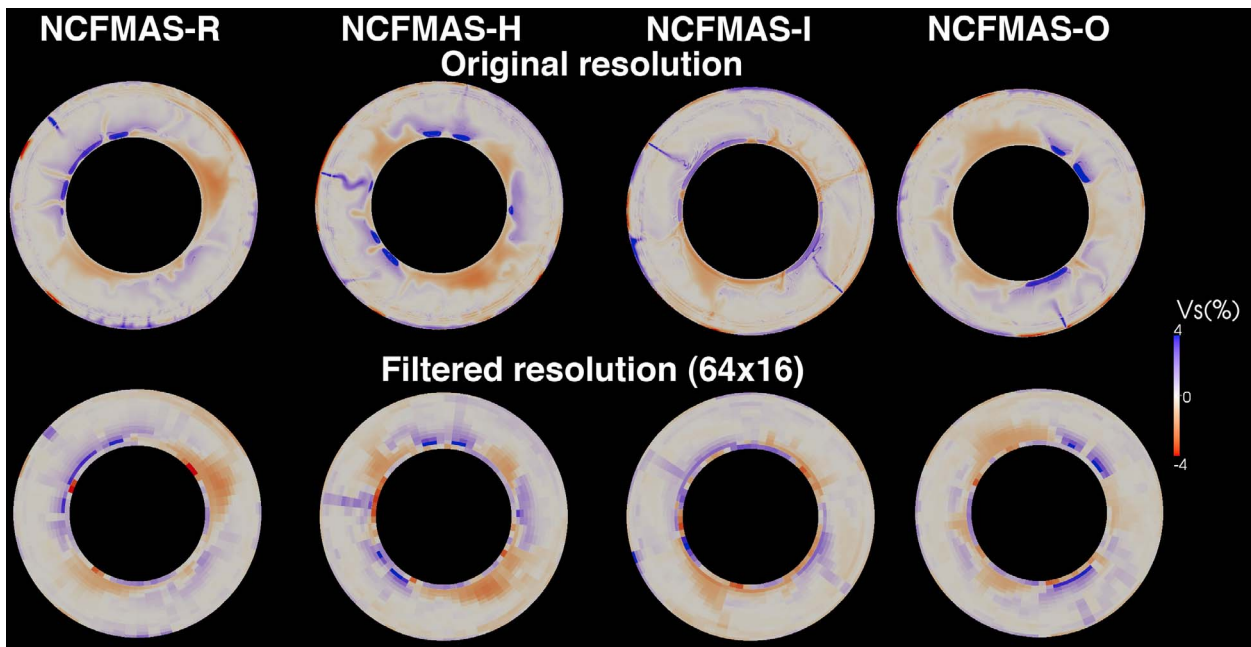 NCFMAS-R NCFMAS-H NCFMAS-I NCFMAS-O
Original resolution
Vs(%)
4
0
-4
Filtered resolution (64x16)